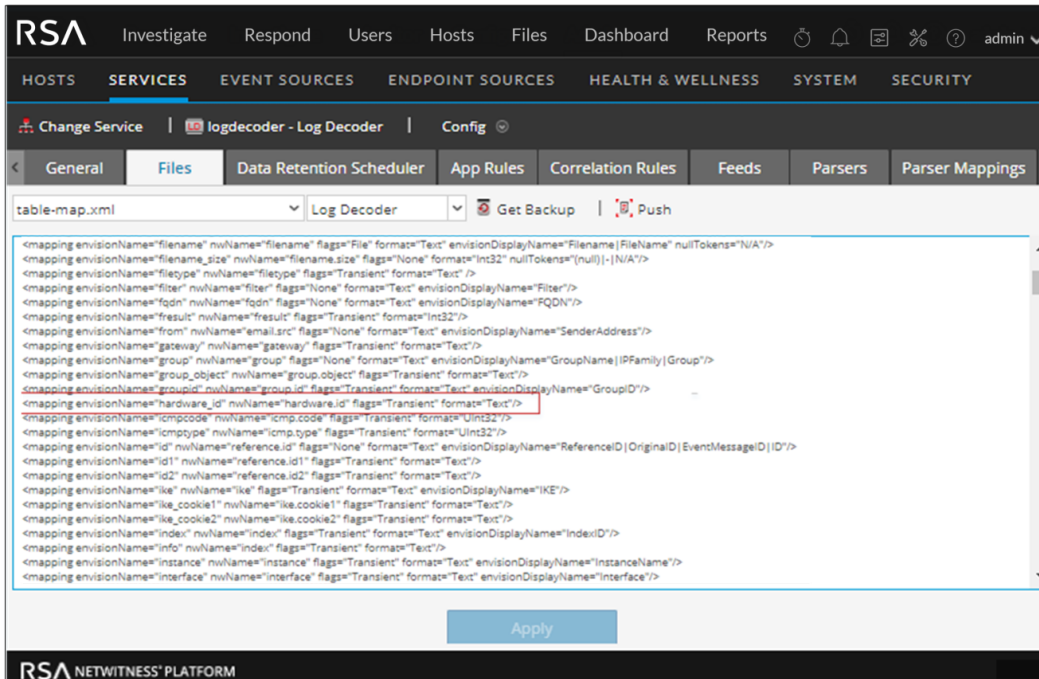 RSA Investigate Respond Users Hosts Files Dashboard Reports admin
HOSTS SERVICES EVENT SOURCES ENDPOINT SOURCES HEALTH & WELLNESS SYSTEM SECURITY
Change Service | LD logdecoder - Log Decoder | Config
General Files Data Retention Scheduler App Rules Correlation Rules Feeds Parsers Parser Mappings
table-map.xml Log Decoder Get Backup | Push
<mapping envisionName="filename" nwName="filename" flags="File" format="Text" envisionDisplayName="Filename|FileName" nullTokens="N/A"/>
<mapping envisionName="filename_size" nwName="filename.size" flags="None" format="Int32" nullTokens="(null)|-|N/A"/>
<mapping envisionName="filetype" nwName="filetype" flags="Transient" format="Text" />
<mapping envisionName="filter" nwName="filter" flags="None" format="Text" envisionDisplayName="Filter"/>
<mapping envisionName="fqdn" nwName="fqdn" flags="None" format="Text" envisionDisplayName="FQDN"/>
<mapping envisionName="fresult" nwName="fresult" flags="Transient" format="Int32"/>
<mapping envisionName="from" nwName="email.src" flags="None" format="Text" envisionDisplayName="SenderAddress"/>
<mapping envisionName="gateway" nwName="gateway" flags="Transient" format="Text"/>
<mapping envisionName="group" nwName="group" flags="None" format="Text" envisionDisplayName="GroupName|IPFamily|Group"/>
<mapping envisionName="group_object" nwName="group.object" flags="Transient" format="Text"/>
<mapping envisionName="groupid" nwName="group.id" flags="Transient" format="Text" envisionDisplayName="GroupID"/>
<mapping envisionName="hardware_id" nwName="hardware.id" flags="Transient" format="Text"/>
<mapping envisionName="icmpcode" nwName="icmp.code" flags="Transient" format="UInt32"/>
<mapping envisionName="icmptype" nwName="icmp.type" flags="Transient" format="UInt32"/>
<mapping envisionName="id" nwName="reference.id" flags="None" format="Text" envisionDisplayName="ReferenceID|OriginalID|EventMessageID|ID"/>
<mapping envisionName="id1" nwName="reference.id1" flags="Transient" format="Text"/>
<mapping envisionName="id2" nwName="reference.id2" flags="Transient" format="Text"/>
<mapping envisionName="ike" nwName="ike" flags="Transient" format="Text" envisionDisplayName="IKE"/>
<mapping envisionName="ike_cookie1" nwName="ike.cookie1" flags="Transient" format="Text"/>
<mapping envisionName="ike_cookie2" nwName="ike.cookie2" flags="Transient" format="Text"/>
<mapping envisionName="index" nwName="index" flags="Transient" format="Text" envisionDisplayName="IndexID"/>
<mapping envisionName="info" nwName="index" flags="Transient" format="Text"/>
<mapping envisionName="instance" nwName="instance" flags="Transient" format="Text" envisionDisplayName="InstanceName"/>
<mapping envisionName="interface" nwName="interface" flags="Transient" format="Text" envisionDisplayName="Interface"/>
Apply
RSA NETWITNESS® PLATFORM